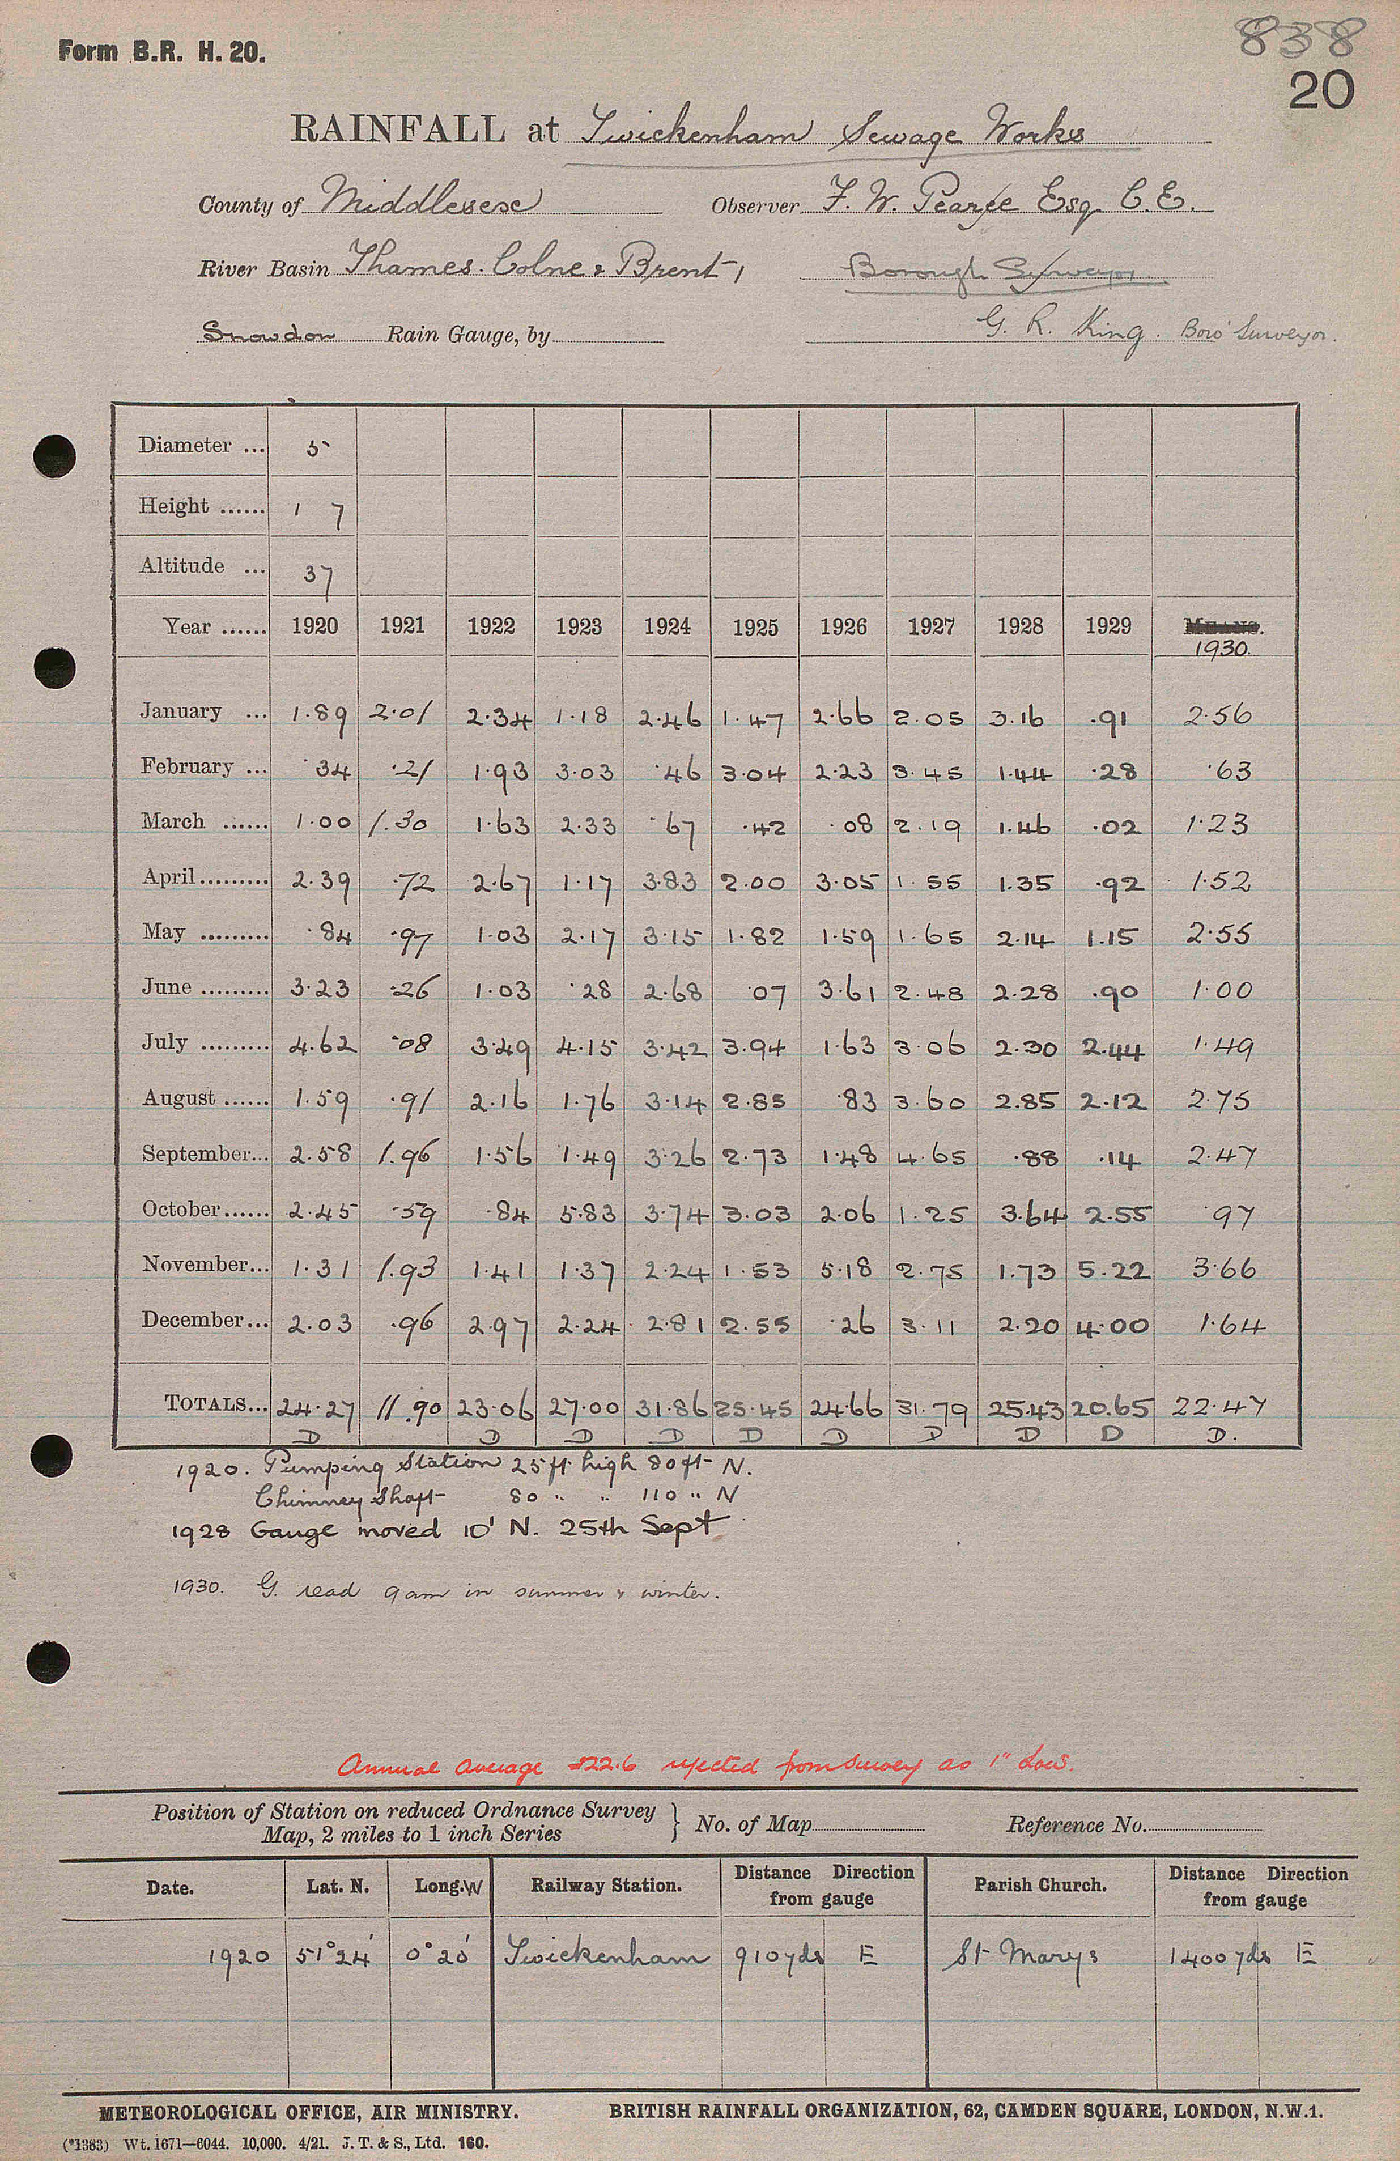 838
Form B.R. H. 20.
20
RAINFALL at Twickenham Sewage Works
County of Middlesex Observer F. W. Pearce Esq. C.E.
River Basin Thames. Colne & Brent, Borough Surveyor
Snowdon Rain Gauge, by G. R. King. Boro' Surveyor.
Diameter ... 5
Height ...... 1 7
Altitude ... 37
Year ...... 1920 1921 1922 1923 1924 1925 1926 1927 1928 1929 MEANS.
1930.
January ... 1.89 2.01 2.34 1.18 2.46 1.47 2.66 2.05 3.16 .91 2.56
February ... .34 .21 1.93 3.03 .46 3.04 2.23 3.45 1.44 .28 .63
March ...... 1.00 1.30 1.63 2.33 .67 .42 .08 2.19 1.46 .02 1.23
April ......... 2.39 .72 2.67 1.17 3.83 2.00 3.05 1.55 1.35 .92 1.52
May ......... .84 .97 1.03 2.17 3.15 1.82 1.59 1.65 2.14 1.15 2.55
June ......... 3.23 .26 1.03 .28 2.68 .07 3.61 2.48 2.28 .90 1.00
July ......... 4.62 .08 3.49 4.15 3.42 3.94 1.63 3.06 2.30 2.44 1.49
August ...... 1.59 .91 2.16 1.76 3.14 2.85 .83 3.60 2.85 2.12 2.75
September... 2.58 1.96 1.56 1.49 3.26 2.73 1.48 4.65 .88 .14 2.47
October ...... 2.45 .59 .84 5.83 3.74 3.03 2.06 1.25 3.64 2.55 .97
November... 1.31 1.93 1.41 1.37 2.24 1.53 5.18 2.75 1.73 5.22 3.66
December... 2.03 .96 2.97 2.24 2.81 2.55 .26 3.11 2.20 4.00 1.64
TOTALS... 24.27 11.90 23.06 27.00 31.86 25.45 24.66 31.79 25.43 20.65 22.47
D D D D D D D D D D.
1920. Pumping Station 25 ft high 80 ft N.
Chimney Shaft 80 " " 110 " N
1928 Gauge moved 10' N. 25th Sept
1930. G. read 9am in summer & winter.
Annual average 22.6 rejected from survey as 1" low.
Position of Station on reduced Ordnance Survey
Map, 2 miles to 1 inch Series } No. of Map Reference No.
Date. Lat. N. Long. W Railway Station. Distance Direction from gauge Parish Church. Distance Direction from gauge
1920 51°24' 0°20' Twickenham 910 yds E St Marys 1400 yds E
METEOROLOGICAL OFFICE, AIR MINISTRY. BRITISH RAINFALL ORGANIZATION, 62, CAMDEN SQUARE, LONDON, N.W.1.
(*1383) Wt. 1671—6044. 10,000. 4/21. J. T. & S., Ltd. 160.